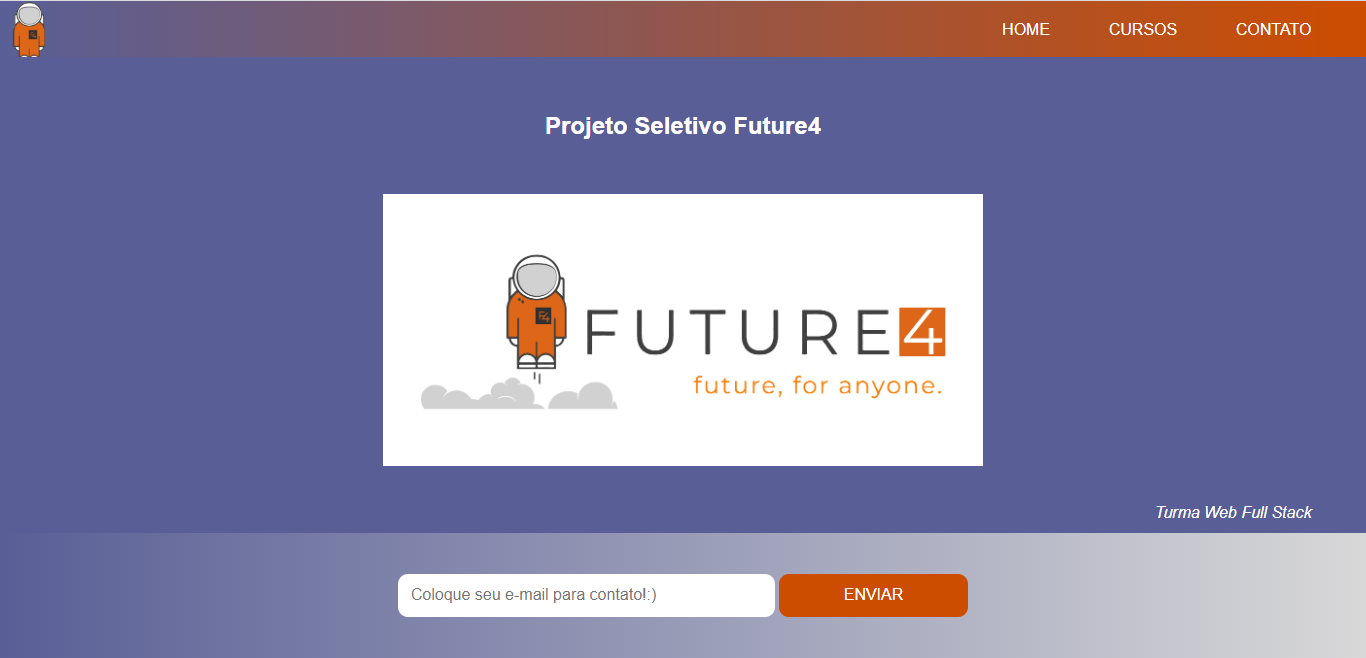 HOME CURSOS CONTATO
Projeto Seletivo Future4
F4
FUTURE4
future, for anyone.
Turma Web Full Stack
Coloque seu e-mail para contato!:) ENVIAR